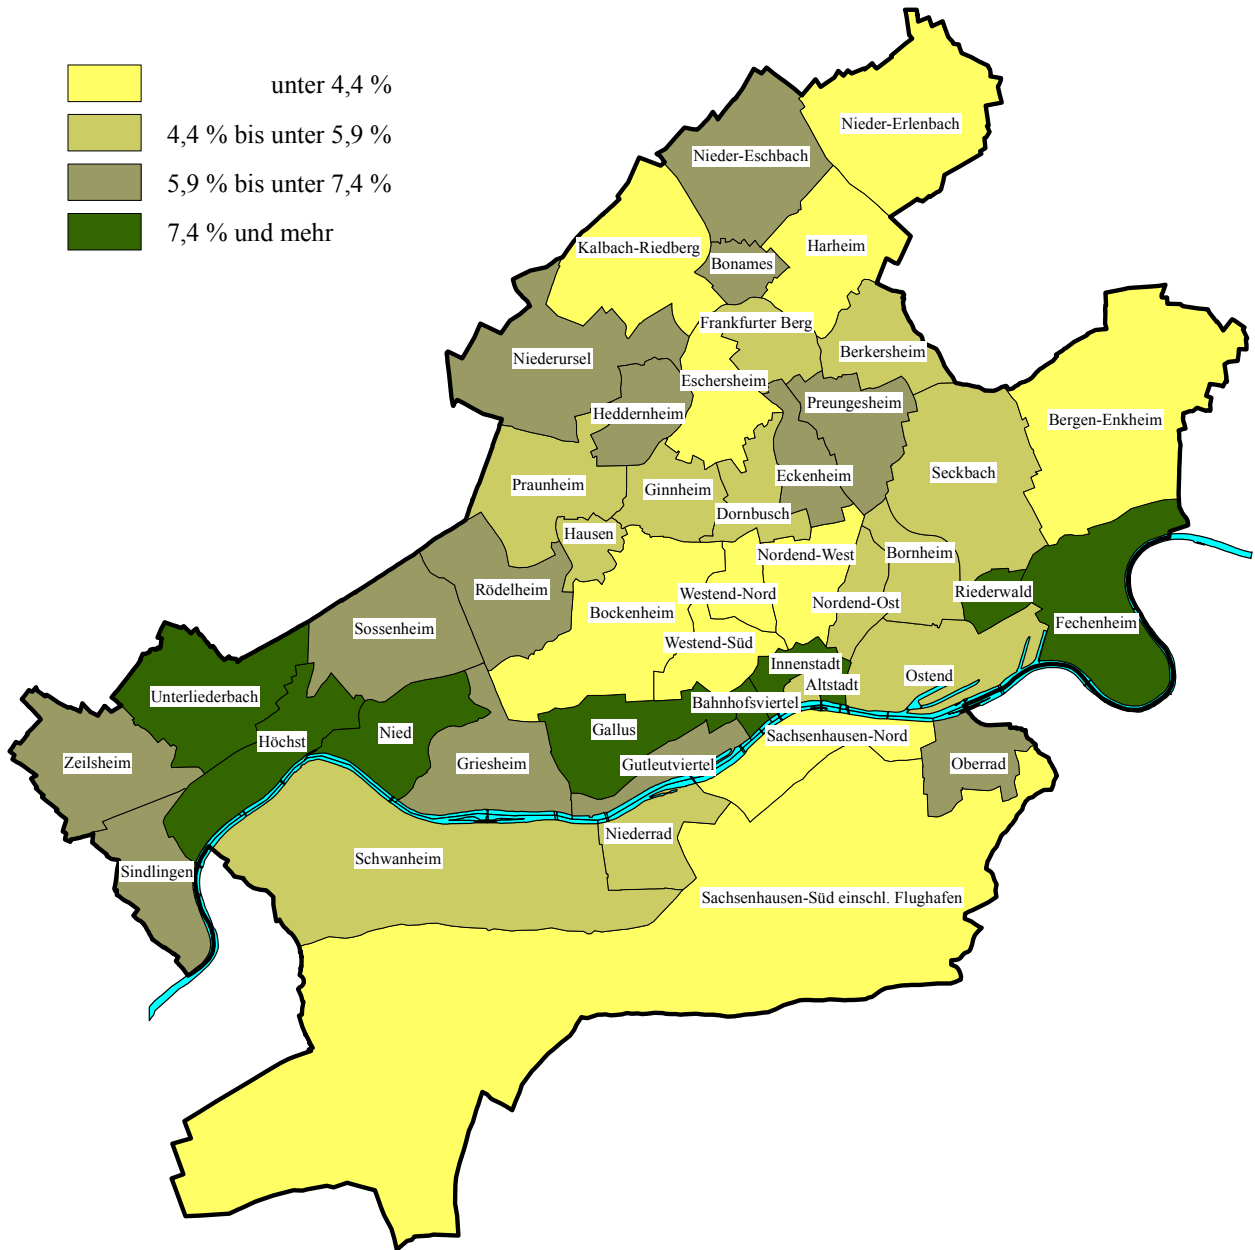 unter 4,4 %
4,4 % bis unter 5,9 %
5,9 % bis unter 7,4 %
7,4 % und mehr
Nieder-Erlenbach
Nieder-Eschbach
Kalbach-Riedberg
Harheim
Bonames
Frankfurter Berg
Berkersheim
Niederursel
Eschersheim
Heddernheim
Preungesheim
Bergen-Enkheim
Seckbach
Eckenheim
Praunheim
Ginnheim
Dornbusch
Hausen
Nordend-West
Bornheim
Rödelheim
Westend-Nord
Riederwald
Bockenheim
Nordend-Ost
Fechenheim
Sossenheim
Westend-Süd
Innenstadt
Ostend
Altstadt
Unterliederbach
Bahnhofsviertel
Gallus
Nied
Höchst
Sachsenhausen-Nord
Zeilsheim
Griesheim
Gutleutviertel
Oberrad
Niederrad
Schwanheim
Sindlingen
Sachsenhausen-Süd einschl. Flughafen